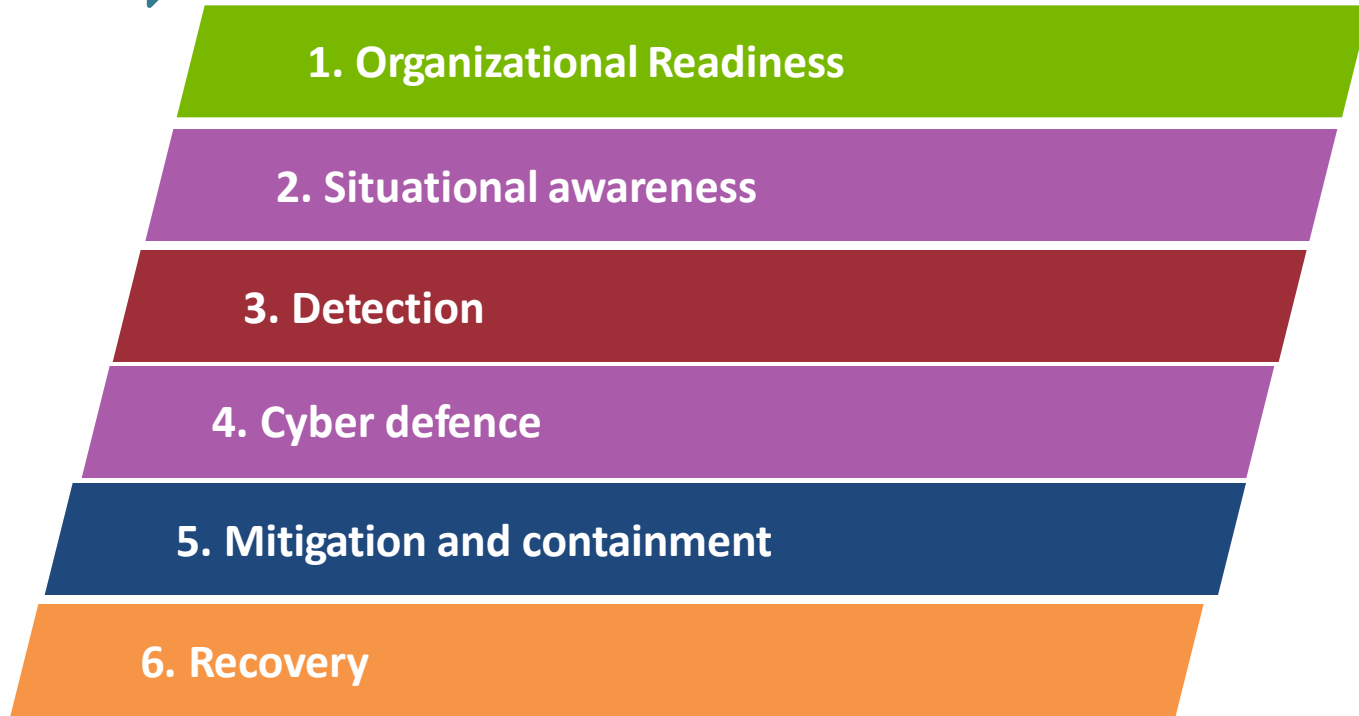 1. Organizational Readiness
2. Situational awareness
3. Detection
4. Cyber defence
5. Mitigation and containment
6. Recovery